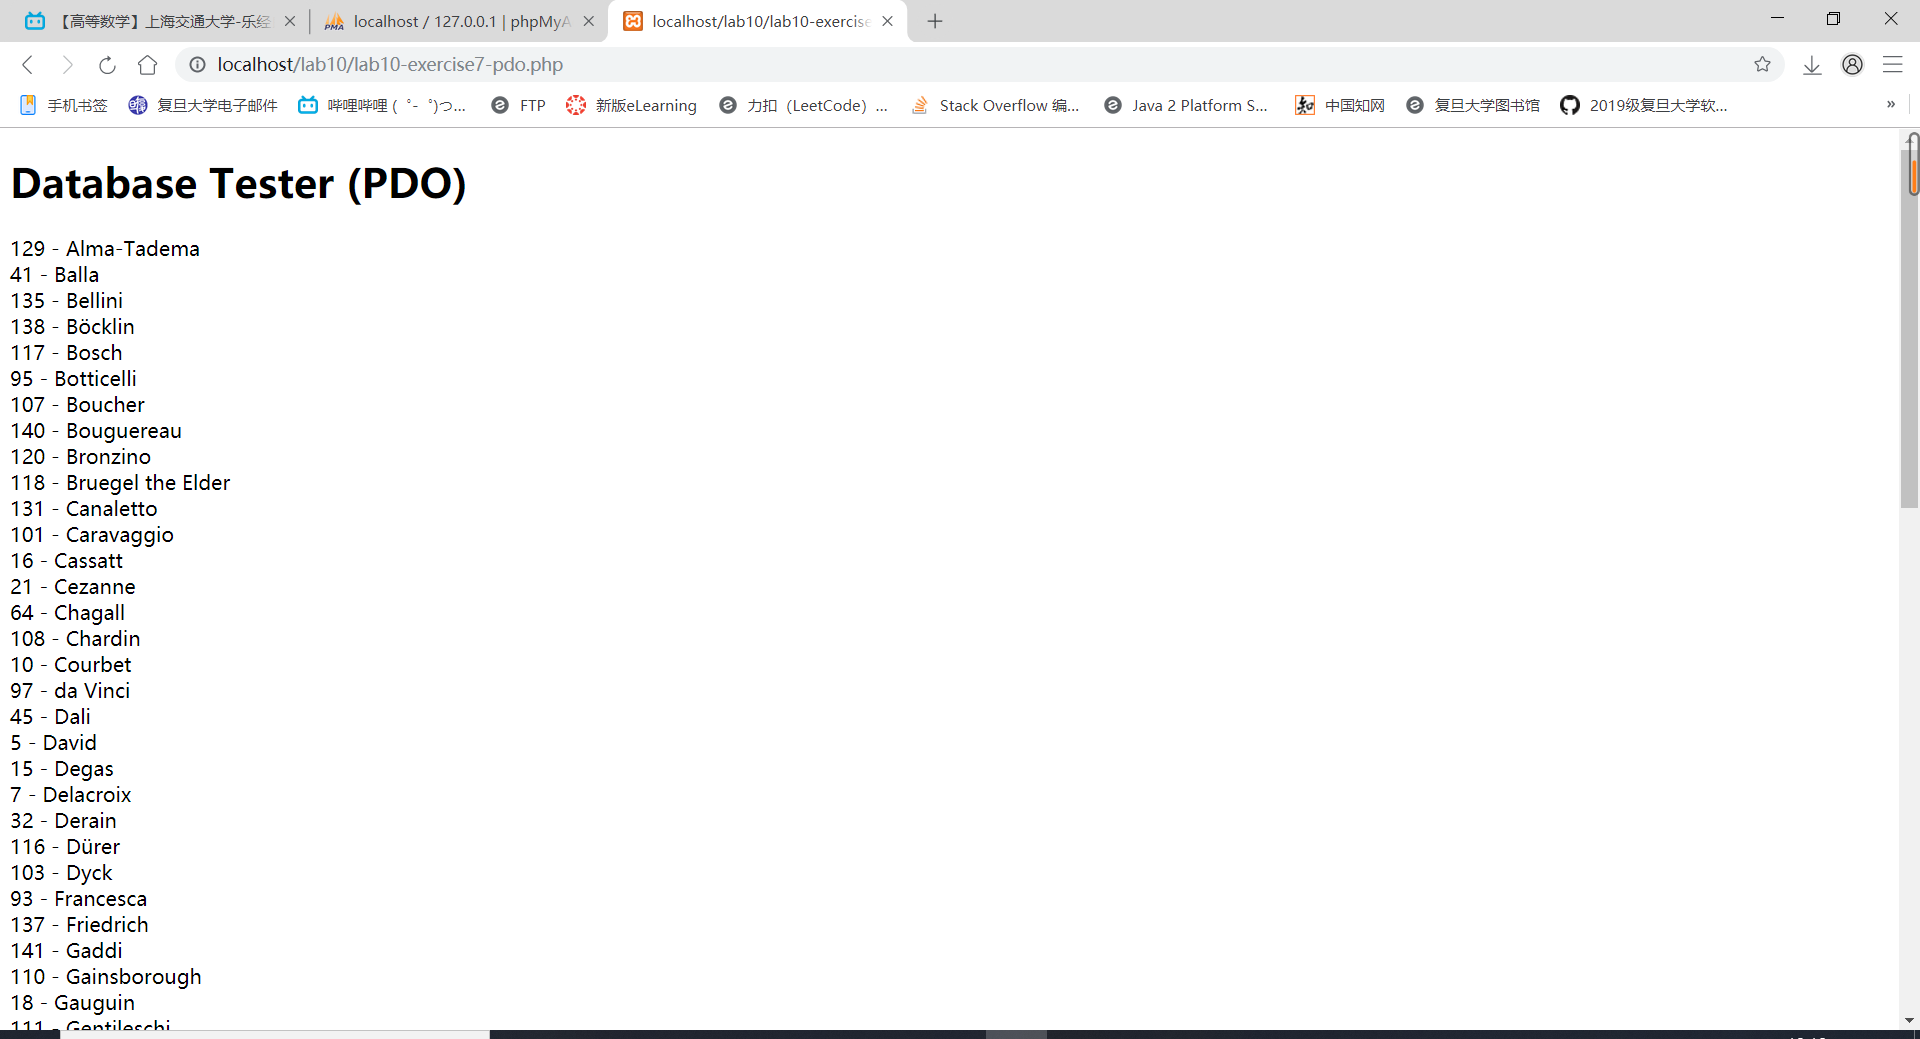 【高等数学】上海交通大学-乐经
localhost / 127.0.0.1 | phpMyA
localhost/lab10/lab10-exercise
localhost/lab10/lab10-exercise7-pdo.php
手机书签 复旦大学电子邮件 哔哩哔哩 ( ゜- ゜)つ... FTP 新版eLearning 力扣（LeetCode）... Stack Overflow 编... Java 2 Platform S... 中国知网 复旦大学图书馆 2019级复旦大学软... »
Database Tester (PDO)
129 - Alma-Tadema
41 - Balla
135 - Bellini
138 - Böcklin
117 - Bosch
95 - Botticelli
107 - Boucher
140 - Bouguereau
120 - Bronzino
118 - Bruegel the Elder
131 - Canaletto
101 - Caravaggio
16 - Cassatt
21 - Cezanne
64 - Chagall
108 - Chardin
10 - Courbet
97 - da Vinci
45 - Dali
5 - David
15 - Degas
7 - Delacroix
32 - Derain
116 - Dürer
103 - Dyck
93 - Francesca
137 - Friedrich
141 - Gaddi
110 - Gainsborough
18 - Gauguin
111 - Gentileschi